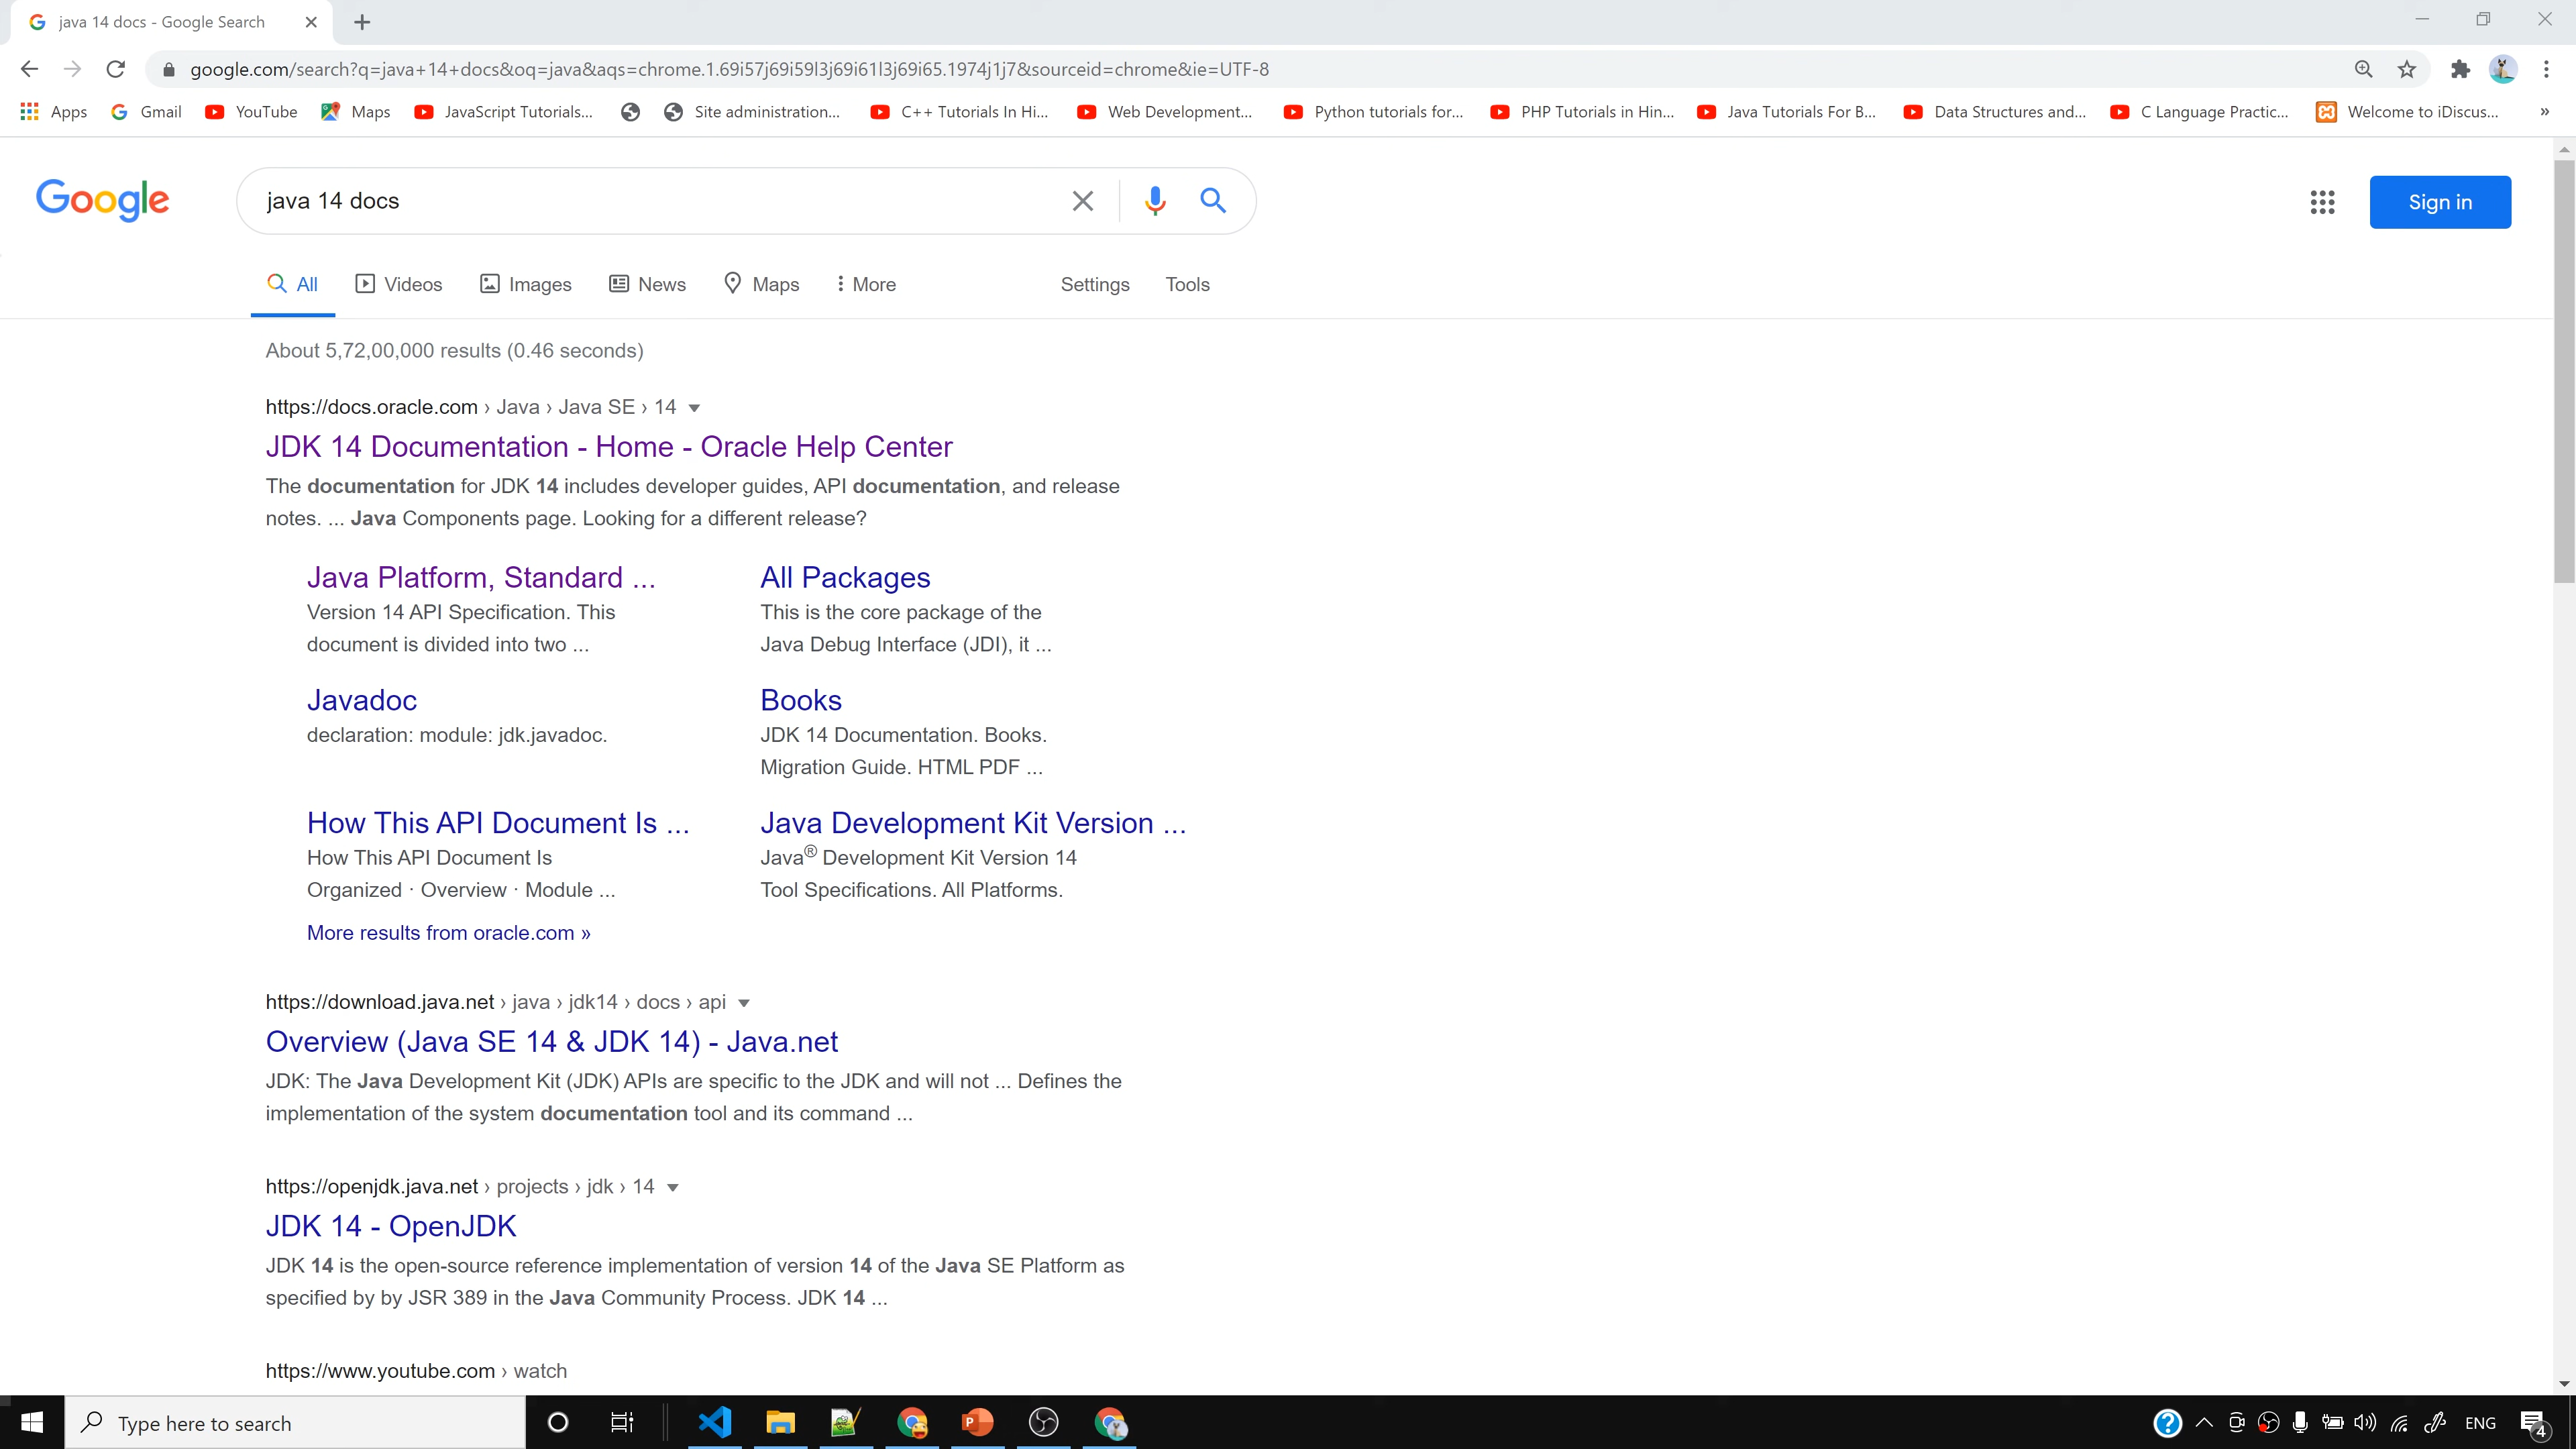 java 14 docs - Google Search
google.com/search?q=java+14+docs&oq=java&aqs=chrome.1.69i57j69i59l3j69i61l3j69i65.1974j1j7&sourceid=chrome&ie=UTF-8
Apps Gmail YouTube Maps JavaScript Tutorials... Site administration... C++ Tutorials In Hi... Web Development... Python tutorials for... PHP Tutorials in Hin... Java Tutorials For B... Data Structures and... C Language Practic... Welcome to iDiscus... »
Google java 14 docs Sign in
All Videos Images News Maps More Settings Tools
About 5,72,00,000 results (0.46 seconds)
https://docs.oracle.com › Java › Java SE › 14
JDK 14 Documentation - Home - Oracle Help Center
The documentation for JDK 14 includes developer guides, API documentation, and release
notes. ... Java Components page. Looking for a different release?
Java Platform, Standard ...
Version 14 API Specification. This
document is divided into two ...
All Packages
This is the core package of the
Java Debug Interface (JDI), it ...
Javadoc
declaration: module: jdk.javadoc.
Books
JDK 14 Documentation. Books.
Migration Guide. HTML PDF ...
How This API Document Is ...
How This API Document Is
Organized · Overview · Module ...
Java Development Kit Version ...
Java® Development Kit Version 14
Tool Specifications. All Platforms.
More results from oracle.com »
https://download.java.net › java › jdk14 › docs › api
Overview (Java SE 14 & JDK 14) - Java.net
JDK: The Java Development Kit (JDK) APIs are specific to the JDK and will not ... Defines the
implementation of the system documentation tool and its command ...
https://openjdk.java.net › projects › jdk › 14
JDK 14 - OpenJDK
JDK 14 is the open-source reference implementation of version 14 of the Java SE Platform as
specified by by JSR 389 in the Java Community Process. JDK 14 ...
https://www.youtube.com › watch
Type here to search P ? ENG 4